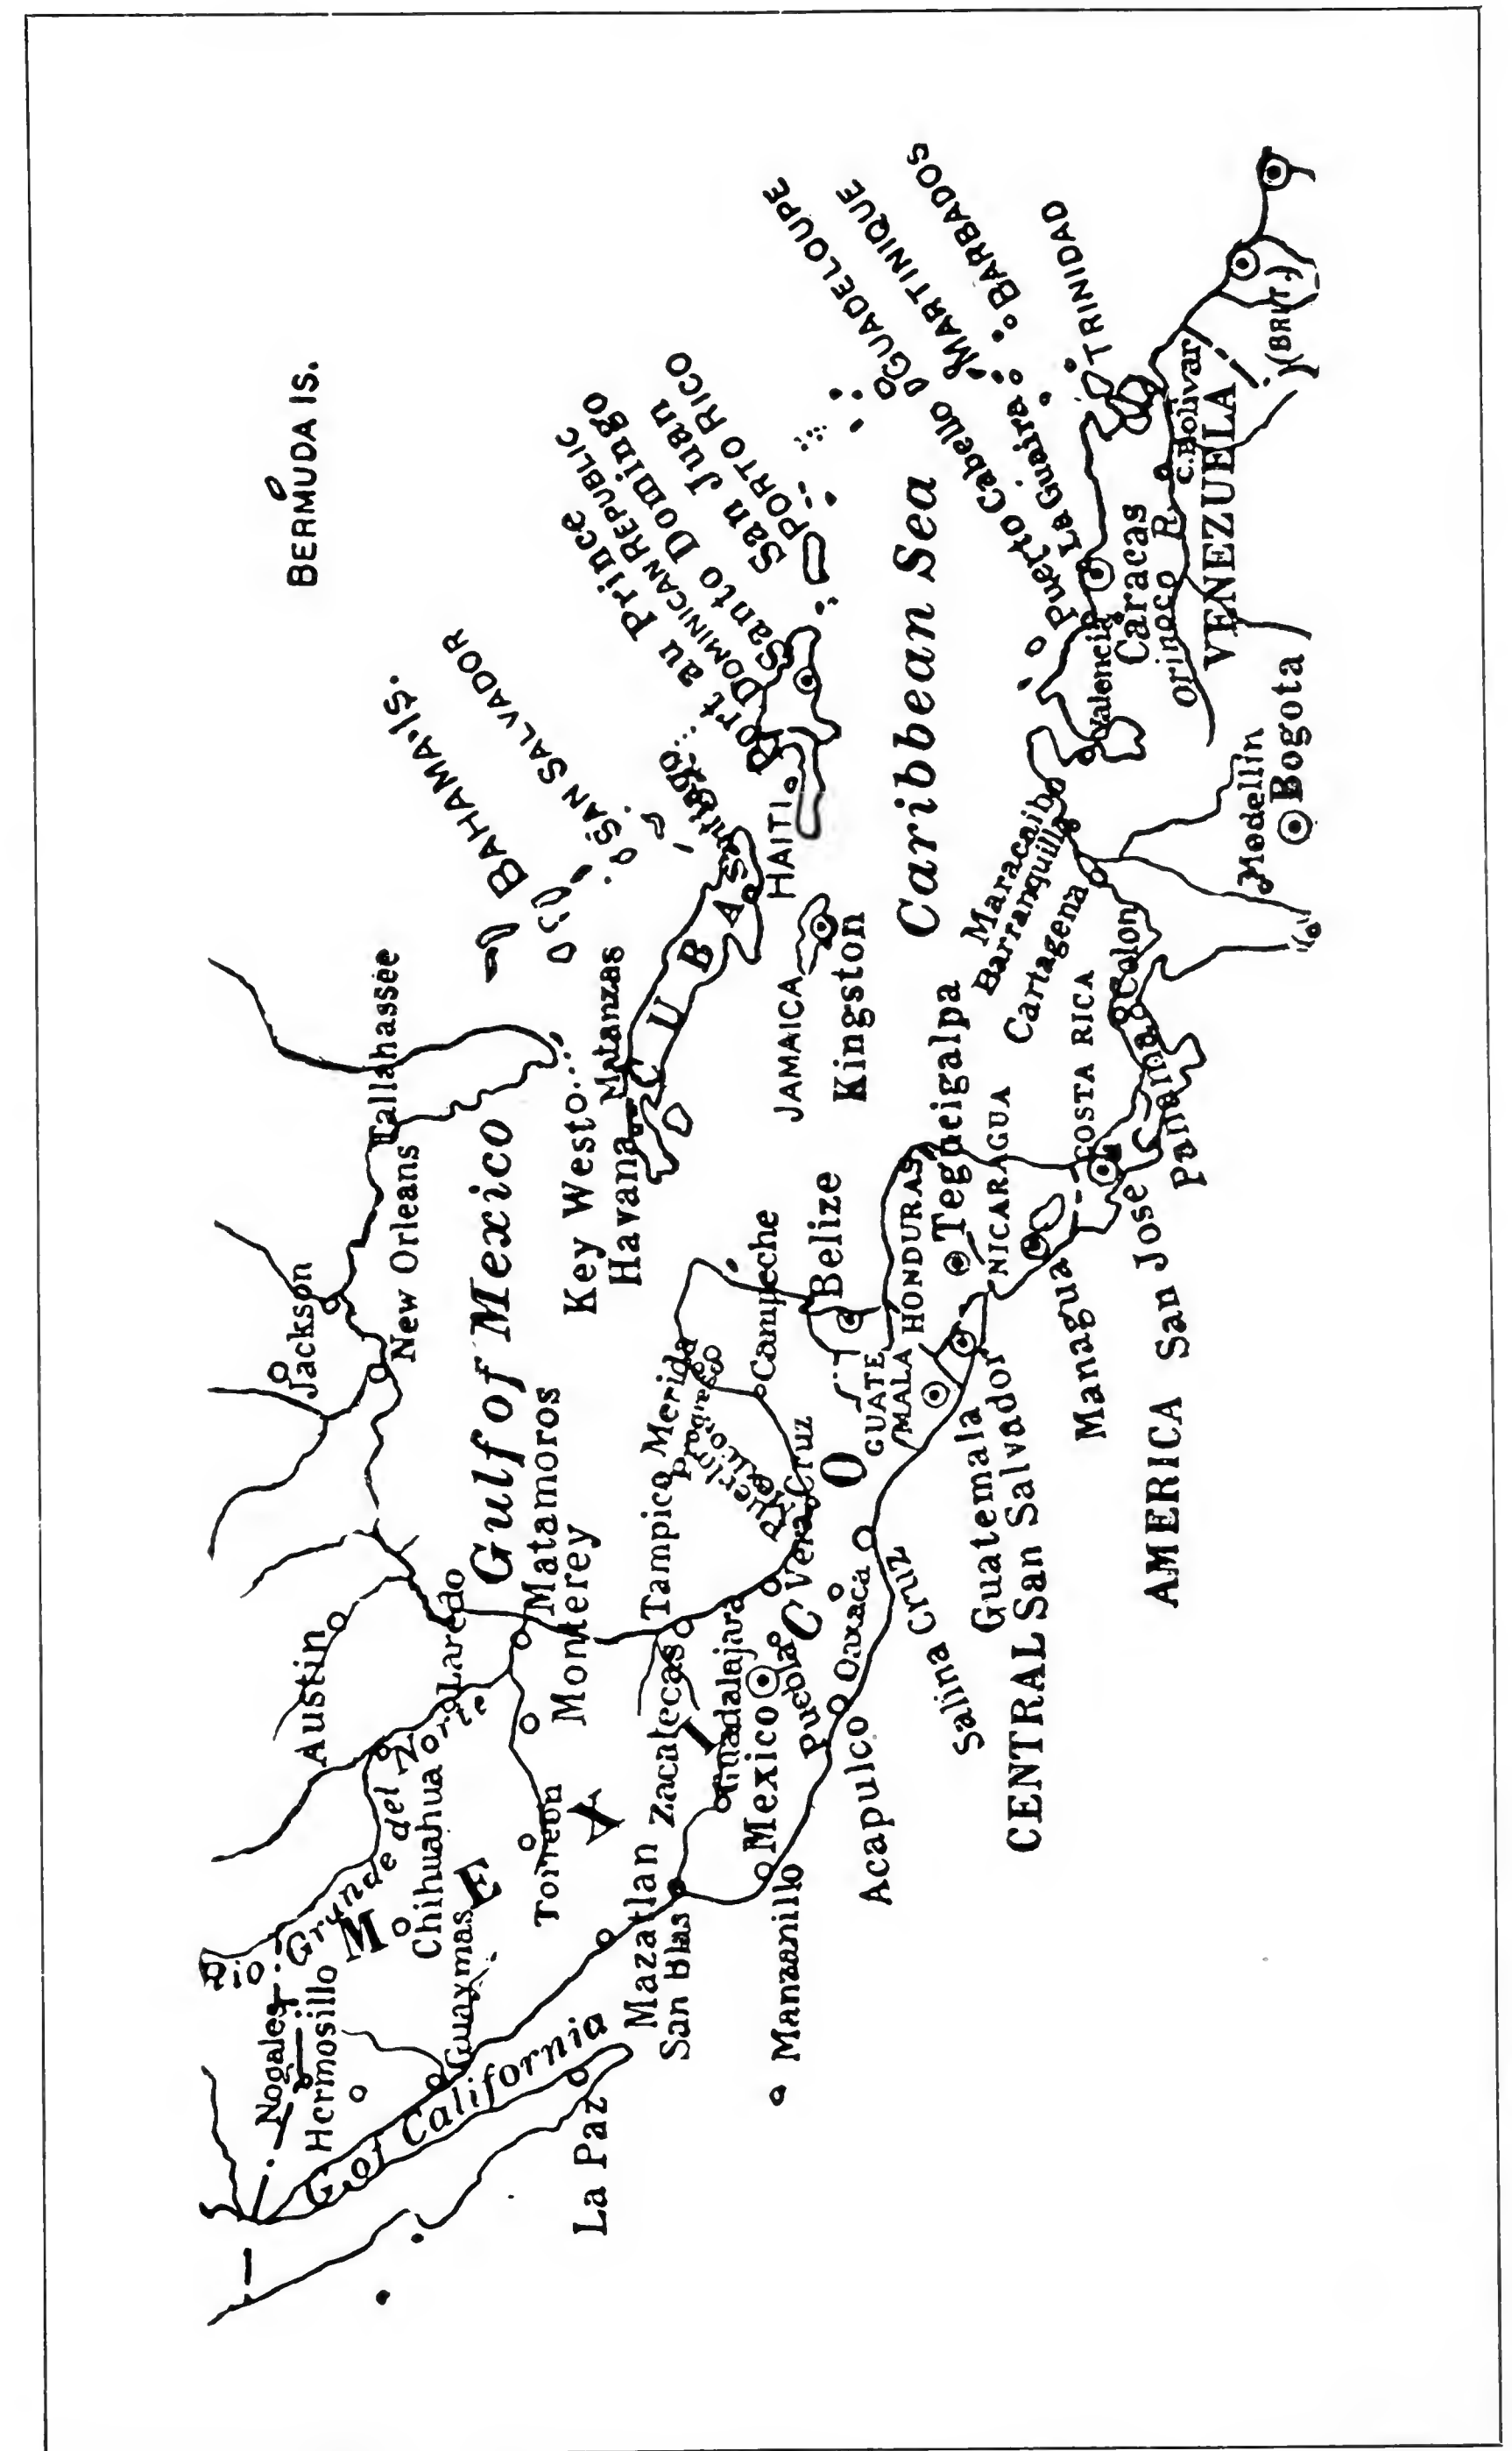 BERMUDA IS.
BAHAMA IS.
SAN SALVADOR
Port au Prince
DOMINICAN REPUBLIC
Santo Domingo
San Juan
PORTO RICO
GUADELOUPE
MARTINIQUE
BARBADOS
TRINIDAD
Nogales
Hermosillo
Rio Grande del Norte
Austin
Jackson
New Orleans
Tallahassee
Laredo
Chihuahua
Guaymas
G of California
Gulf of Mexico
Matamoros
Monterey
Torreon
Key West
Havana
Matanzas
CUBA
Santiago
HAITI
La Paz
MEXICO
Mazatlan
San Blas
Zacatecas
Tampico
Merida
Progreso
Puerto
Campeche
Guadalajara
Mexico
Puebla
Vera Cruz
Manzanillo
Acapulco
Oaxaca
Salina Cruz
Belize
JAMAICA
Kingston
Caribbean Sea
GUATE
MALA
HONDURAS
Tegucigalpa
NICARAGUA
Guatemala
San Salvador
Managua
COSTA RICA
San Jose
Panama
Colon
CENTRAL
AMERICA
Maracaibo
Barranquilla
Cartagena
Puerto Cabello
La Guaira
Valencia
Caracas
Orinoco R.
C. Bolivar
VENEZUELA
(BRIT.)
Medellin
Bogota